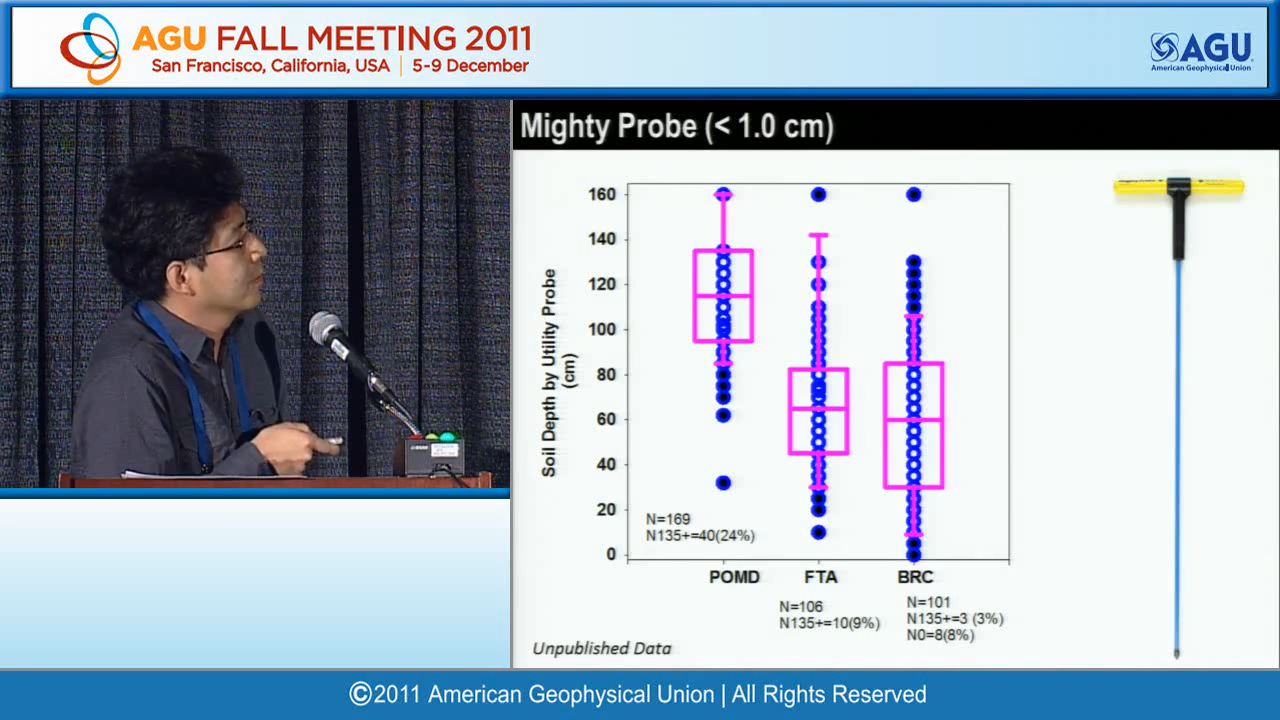 AGU FALL MEETING 2011
San Francisco, California, USA | 5-9 December
AGU
American Geophysical Union
Mighty Probe (< 1.0 cm)
Soil Depth by Utility Probe
(cm)
160
140
120
100
80
60
40
20
0
N=169
N135+=40(24%)
POMD FTA BRC
N=106
N135+=10(9%)
N=101
N135+=3 (3%)
N0=8(8%)
Unpublished Data
©2011 American Geophysical Union | All Rights Reserved